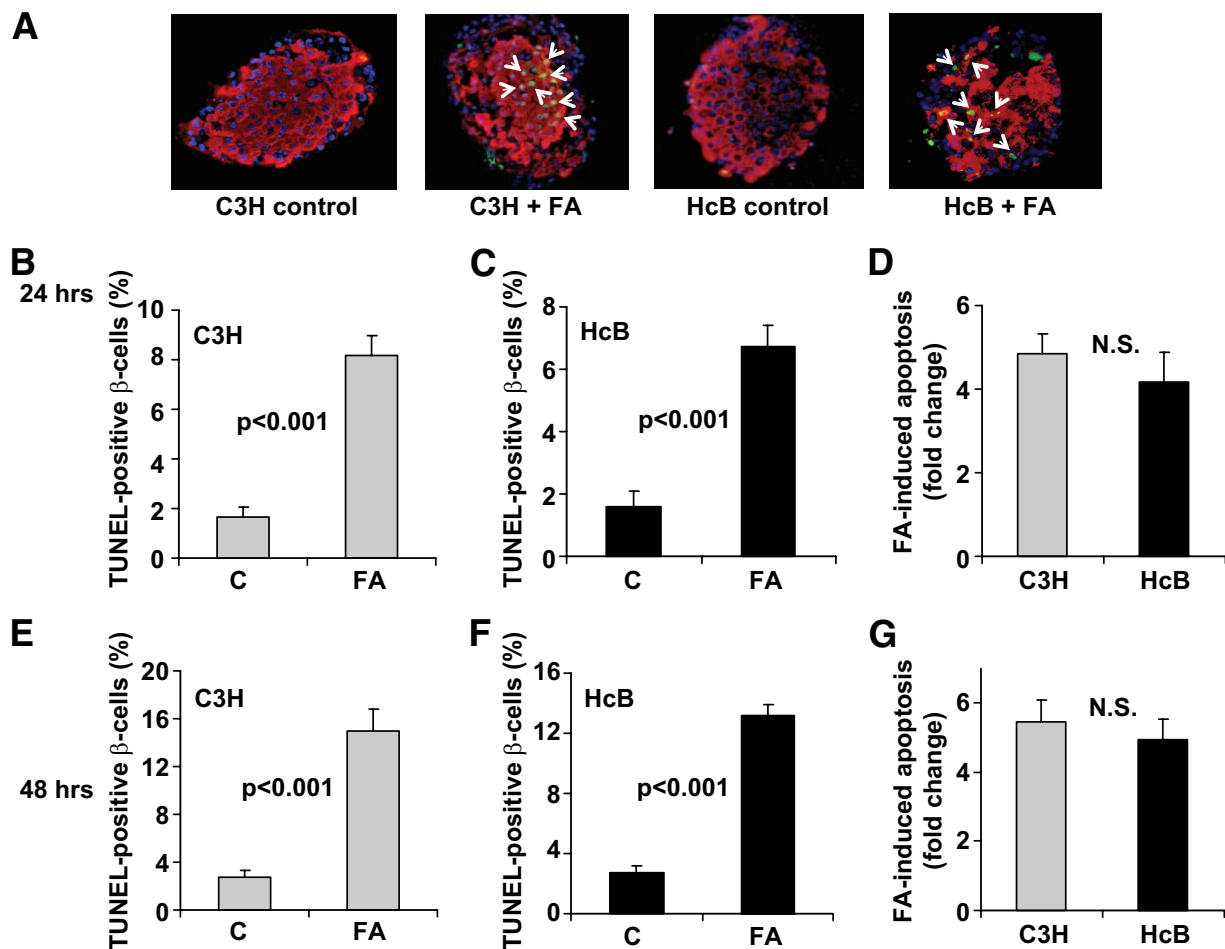 A
C3H control
C3H + FA
HcB control
HcB + FA
B
24 hrs
TUNEL-positive β-cells (%)
10
8
6
4
2
0
C3H
p<0.001
C
FA
C
TUNEL-positive β-cells (%)
8
6
4
2
0
HcB
p<0.001
C
FA
D
FA-induced apoptosis
(fold change)
6
4
2
0
N.S.
C3H
HcB
E
48 hrs
TUNEL-positive β-cells (%)
20
16
12
8
4
0
C3H
p<0.001
C
FA
F
TUNEL-positive β-cells (%)
16
12
8
4
0
HcB
p<0.001
C
FA
G
FA-induced apoptosis
(fold change)
6
4
2
0
N.S.
C3H
HcB